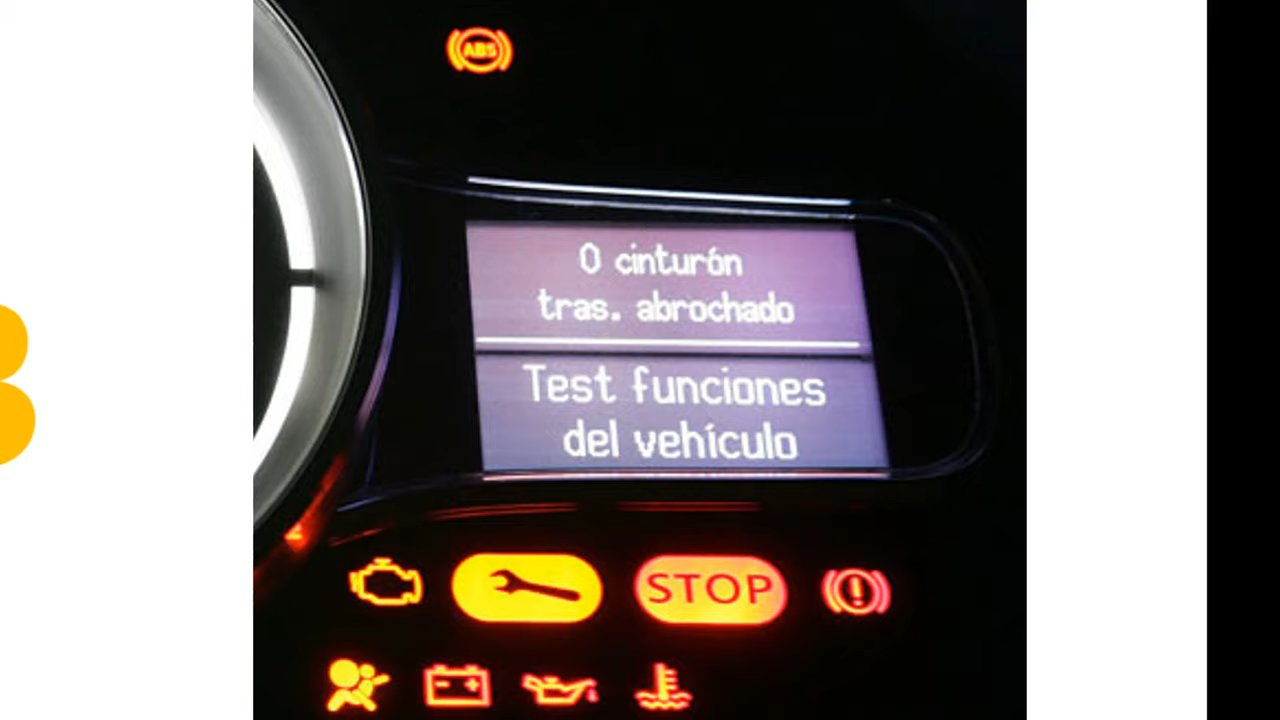 ABS
0 cinturón
tras. abrochado
Test funciones
del vehículo
STOP